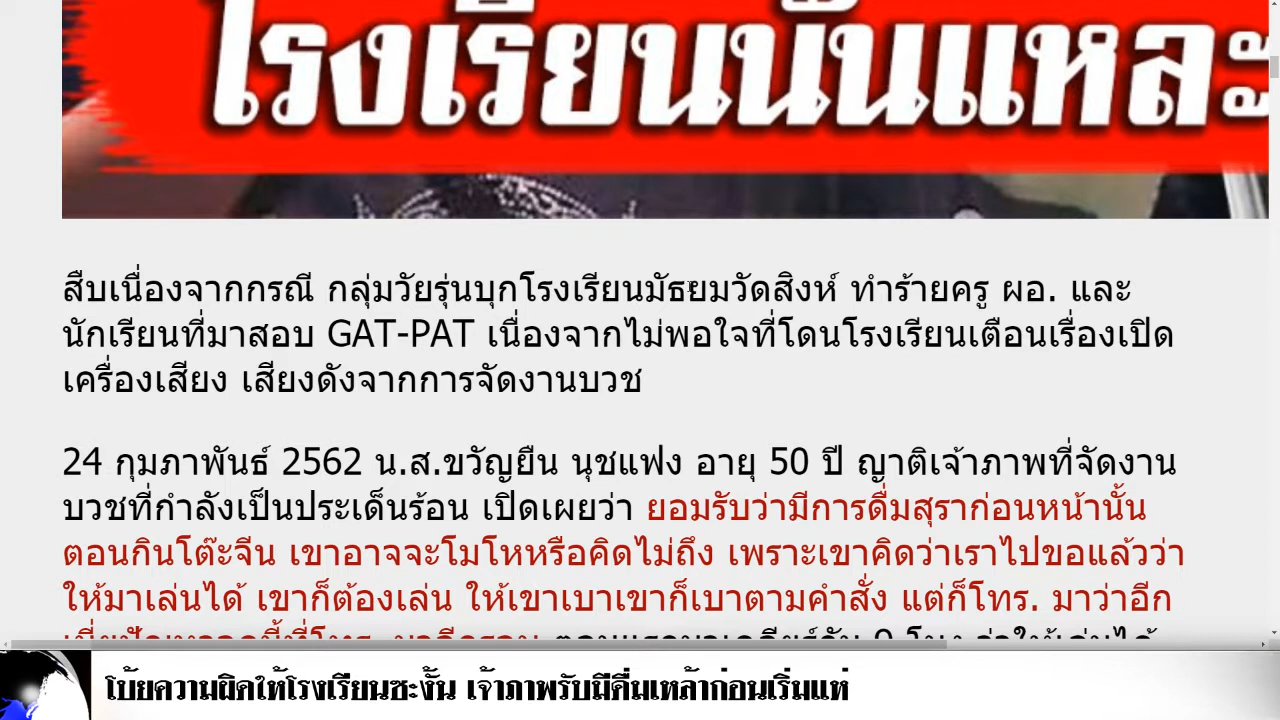 โรงเรียนนั่นแหละ
สืบเนื่องจากกรณี กลุ่มวัยรุ่นบุกโรงเรียนมัธยมวัดสิงห์ ทำร้ายครู ผอ. และ
นักเรียนที่มาสอบ GAT-PAT เนื่องจากไม่พอใจที่โดนโรงเรียนเตือนเรื่องเปิด
เครื่องเสียง เสียงดังจากการจัดงานบวช
24 กุมภาพันธ์ 2562 น.ส.ขวัญยืน นุชแฟง อายุ 50 ปี ญาติเจ้าภาพที่จัดงาน
บวชที่กำลังเป็นประเด็นร้อน เปิดเผยว่า ยอมรับว่ามีการดื่มสุราก่อนหน้านั้น
ตอนกินโต๊ะจีน เขาอาจจะโมโหหรือคิดไม่ถึง เพราะเขาคิดว่าเราไปขอแล้วว่า
ให้มาเล่นได้ เขาก็ต้องเล่น ให้เขาเบาเขาก็เบาตามคำสั่ง แต่ก็โทร. มาว่าอีก
โบ้ยความผิดให้โรงเรียนซะงั้น เจ้าภาพรับมีดื่มเหล้าก่อนเริ่มแห่